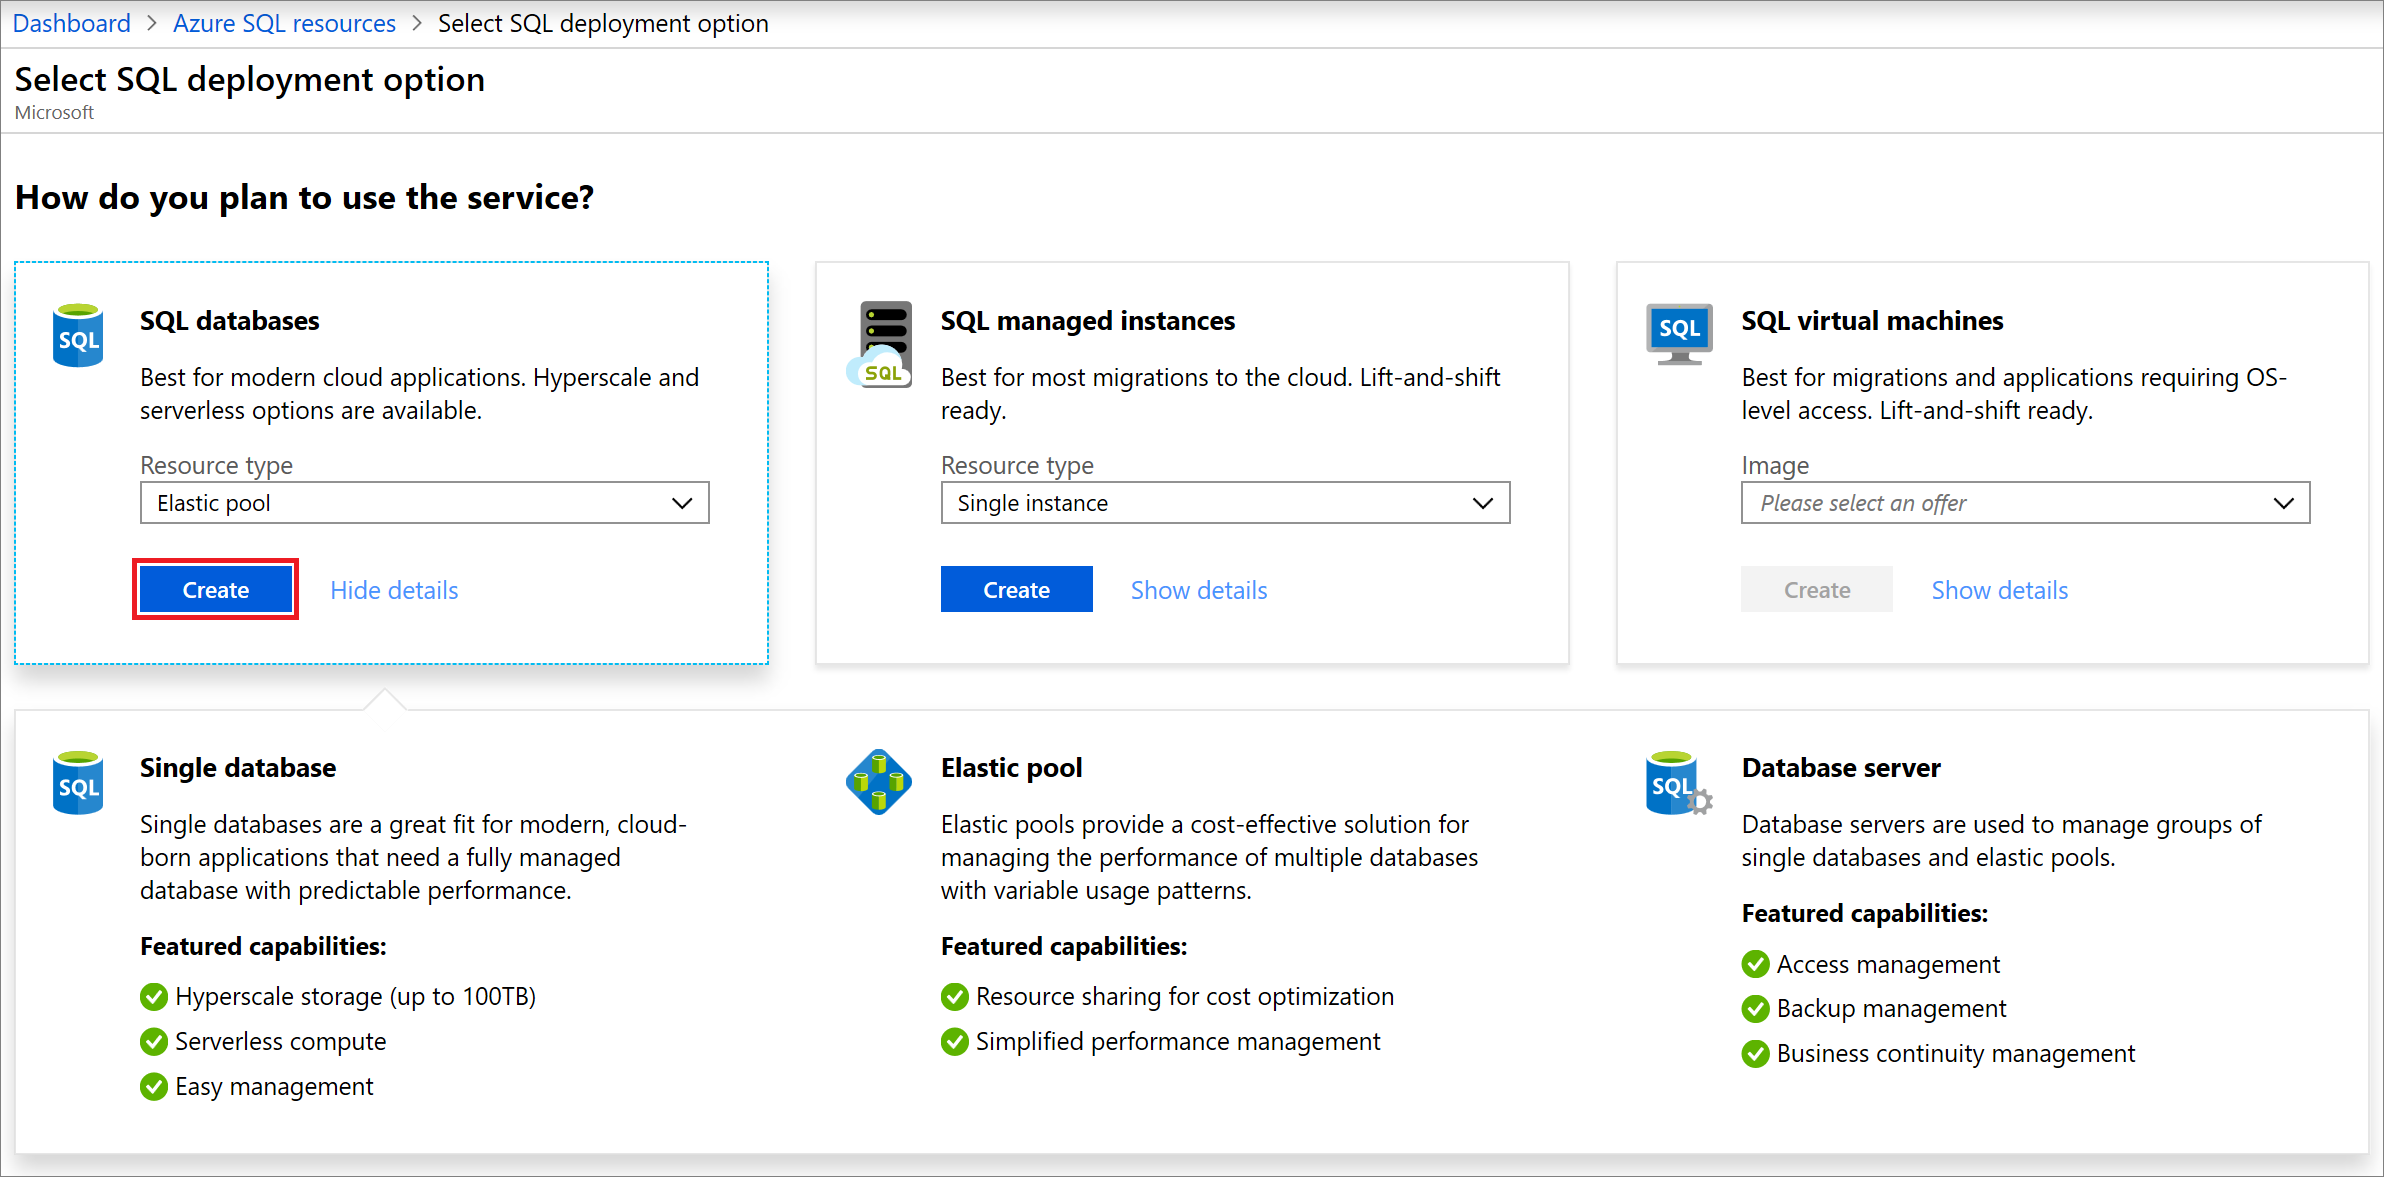 Dashboard > Azure SQL resources > Select SQL deployment option
Select SQL deployment option
Microsoft
How do you plan to use the service?
SQL
SQL databases
Best for modern cloud applications. Hyperscale and
serverless options are available.
Resource type
Elastic pool
Create
Hide details
SQL
SQL managed instances
Best for most migrations to the cloud. Lift-and-shift
ready.
Resource type
Single instance
Create
Show details
SQL
SQL virtual machines
Best for migrations and applications requiring OS-
level access. Lift-and-shift ready.
Image
Please select an offer
Create
Show details
SQL
Single database
Single databases are a great fit for modern, cloud-
born applications that need a fully managed
database with predictable performance.
Featured capabilities:
Hyperscale storage (up to 100TB)
Serverless compute
Easy management
Elastic pool
Elastic pools provide a cost-effective solution for
managing the performance of multiple databases
with variable usage patterns.
Featured capabilities:
Resource sharing for cost optimization
Simplified performance management
SQL
Database server
Database servers are used to manage groups of
single databases and elastic pools.
Featured capabilities:
Access management
Backup management
Business continuity management